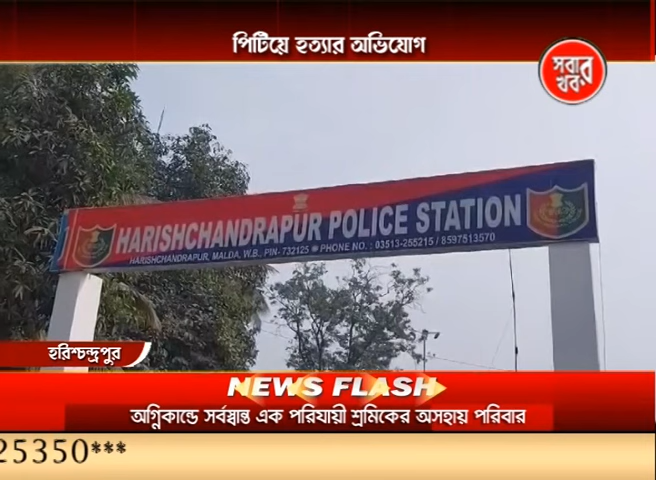 পিটিয়ে হত্যার অভিযোগ
সবার
খবর
HARISHCHANDRAPUR POLICE STATION
HARISHCHANDRAPUR, MALDA, W.B., PIN-732125 PHONE NO. : 03513-255215 / 8597513570
হরিশ্চন্দ্রপুর
NEWS FLASH
অগ্নিকান্ডে সর্বস্বান্ত এক পরিযায়ী শ্রমিকের অসহায় পরিবার
25350***